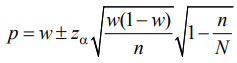 p = w ± z_α √(w(1−w)/n) √(1 − n/N)